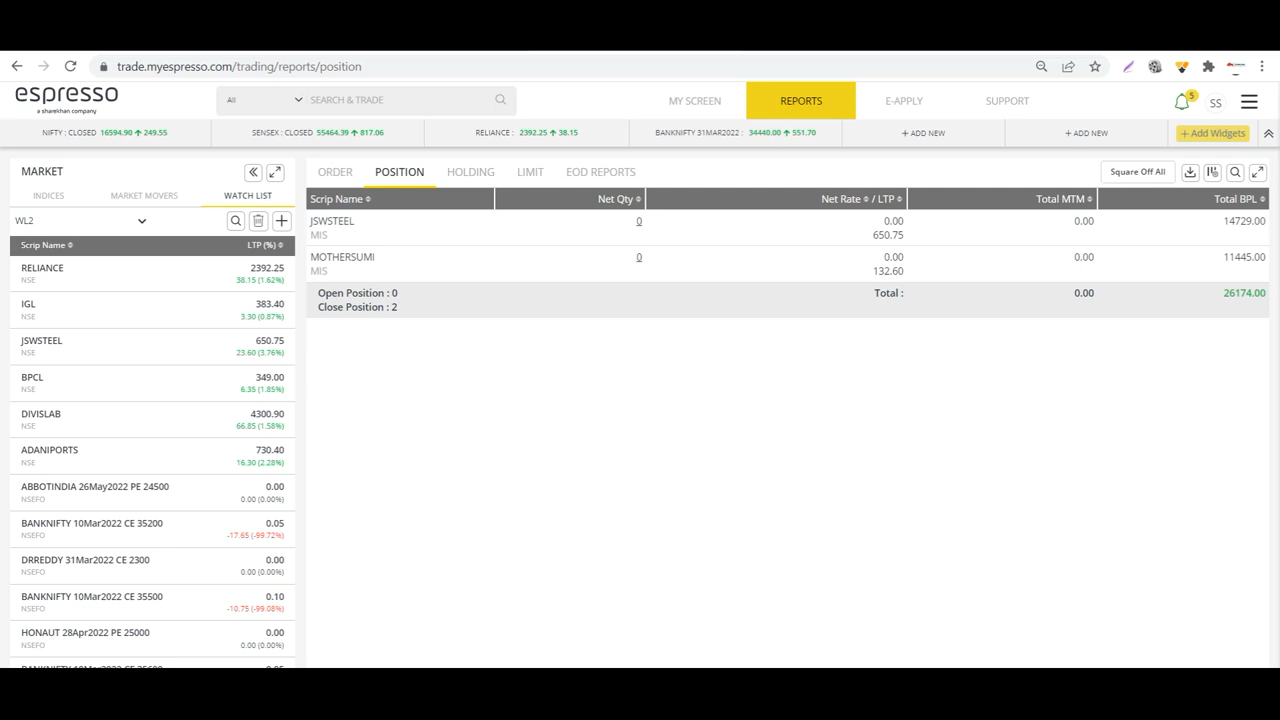 trade.myespresso.com/trading/reports/position
espresso
a sharekhan company
All
SEARCH & TRADE
MY SCREEN
REPORTS
E-APPLY
SUPPORT
5
SS
NIFTY : CLOSED 16594.90 249.55
SENSEX : CLOSED 55464.39 817.06
RELIANCE : 2392.25 38.15
BANKNIFTY 31MAR2022 : 34440.00 551.70
+ ADD NEW
+ ADD NEW
+ Add Widgets
MARKET
INDICES MARKET MOVERS WATCH LIST
WL2
Scrip Name LTP (%)
RELIANCE 2392.25
NSE 38.15 (1.62%)
IGL 383.40
NSE 3.30 (0.87%)
JSWSTEEL 650.75
NSE 23.60 (3.76%)
BPCL 349.00
NSE 6.35 (1.85%)
DIVISLAB 4300.90
NSE 66.85 (1.58%)
ADANIPORTS 730.40
NSE 16.30 (2.28%)
ABBOTINDIA 26May2022 PE 24500 0.00
NSEFO 0.00 (0.00%)
BANKNIFTY 10Mar2022 CE 35200 0.05
NSEFO -17.65 (-99.72%)
DRREDDY 31Mar2022 CE 2300 0.00
NSEFO 0.00 (0.00%)
BANKNIFTY 10Mar2022 CE 35500 0.10
NSEFO -10.75 (-99.08%)
HONAUT 28Apr2022 PE 25000 0.00
NSEFO 0.00 (0.00%)
ORDER POSITION HOLDING LIMIT EOD REPORTS
Square Off All
Scrip Name Net Qty Net Rate / LTP Total MTM Total BPL
JSWSTEEL 0 0.00 0.00 14729.00
MIS 650.75
MOTHERSUMI 0 0.00 0.00 11445.00
MIS 132.60
Open Position : 0 Total : 0.00 26174.00
Close Position : 2